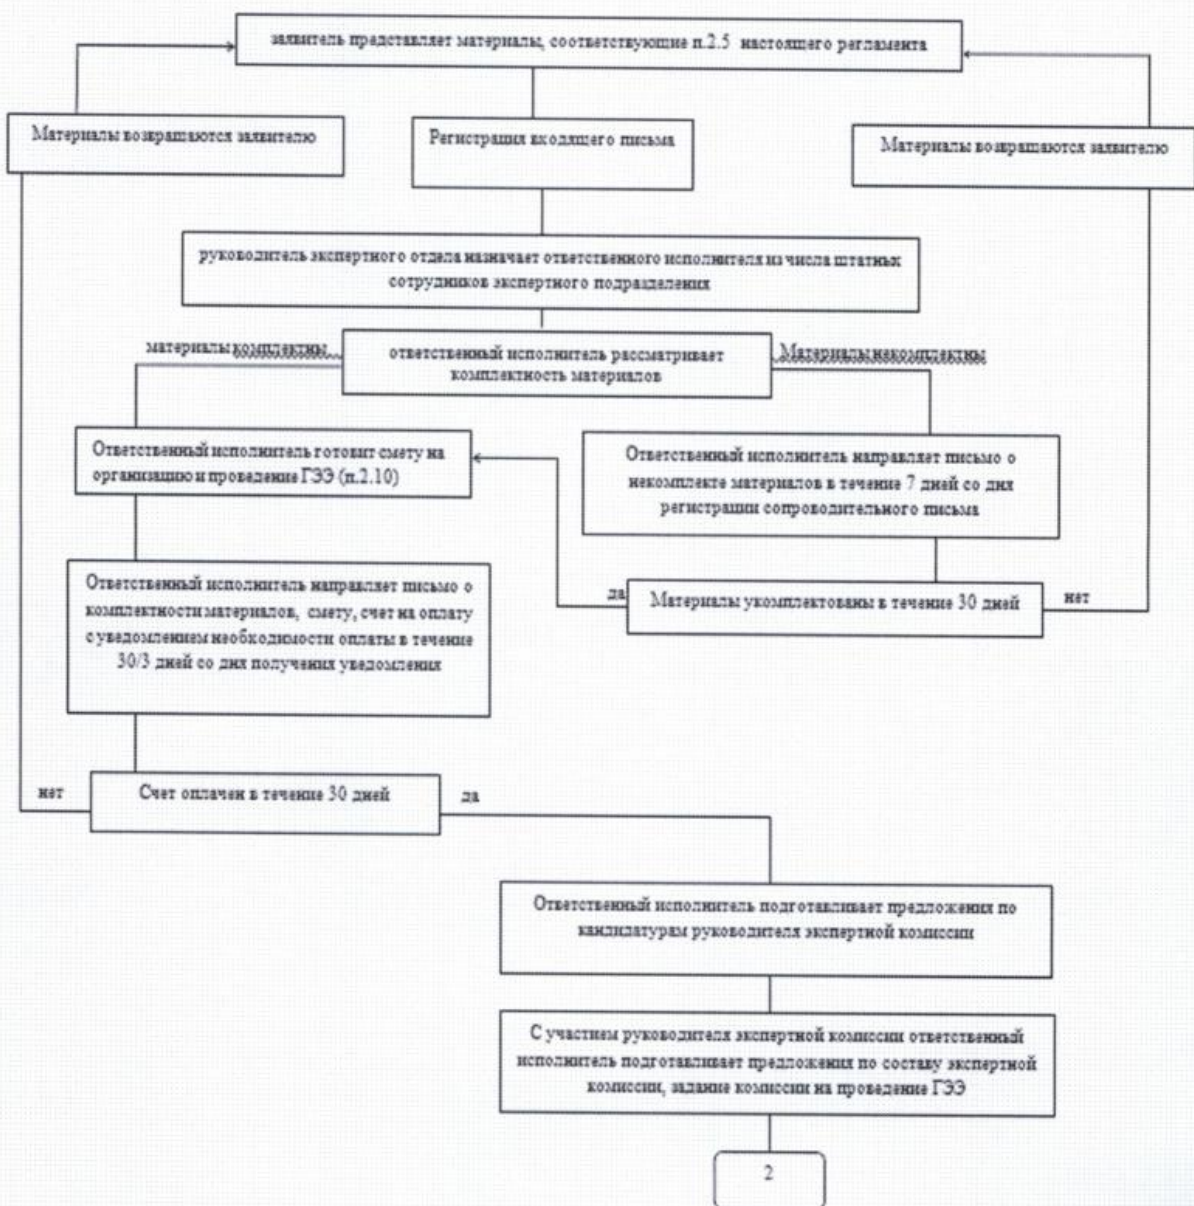 заявитель представляет материалы, соответствующие п.2.5 настоящего регламента
Материалы возвращаются заявителю
Регистрация входящего письма
Материалы возвращаются заявителю
руководитель экспертного отдела назначает ответственного исполнителя из числа штатных
сотрудников экспертного подразделения
материалы комплектны
ответственный исполнитель рассматривает
комплектность материалов
Материалы некомплектны
Ответственный исполнитель готовит смету на
организацию и проведение ГЭЭ (п.2.10)
Ответственный исполнитель направляет письмо о
некомплекте материалов в течение 7 дней со дня
регистрации сопроводительного письма
Ответственный исполнитель направляет письмо о
комплектности материалов, смету, счет на оплату
с уведомлением необходимости оплаты в течение
30/3 дней со дня получения уведомления
да
Материалы укомплектованы в течение 30 дней
нет
нет
Счет оплачен в течение 30 дней
да
Ответственный исполнитель подготавливает предложения по
кандидатурам руководителя экспертной комиссии
С участием руководителя экспертной комиссии ответственный
исполнитель подготавливает предложения по составу экспертной
комиссии, задание комиссии на проведение ГЭЭ
2